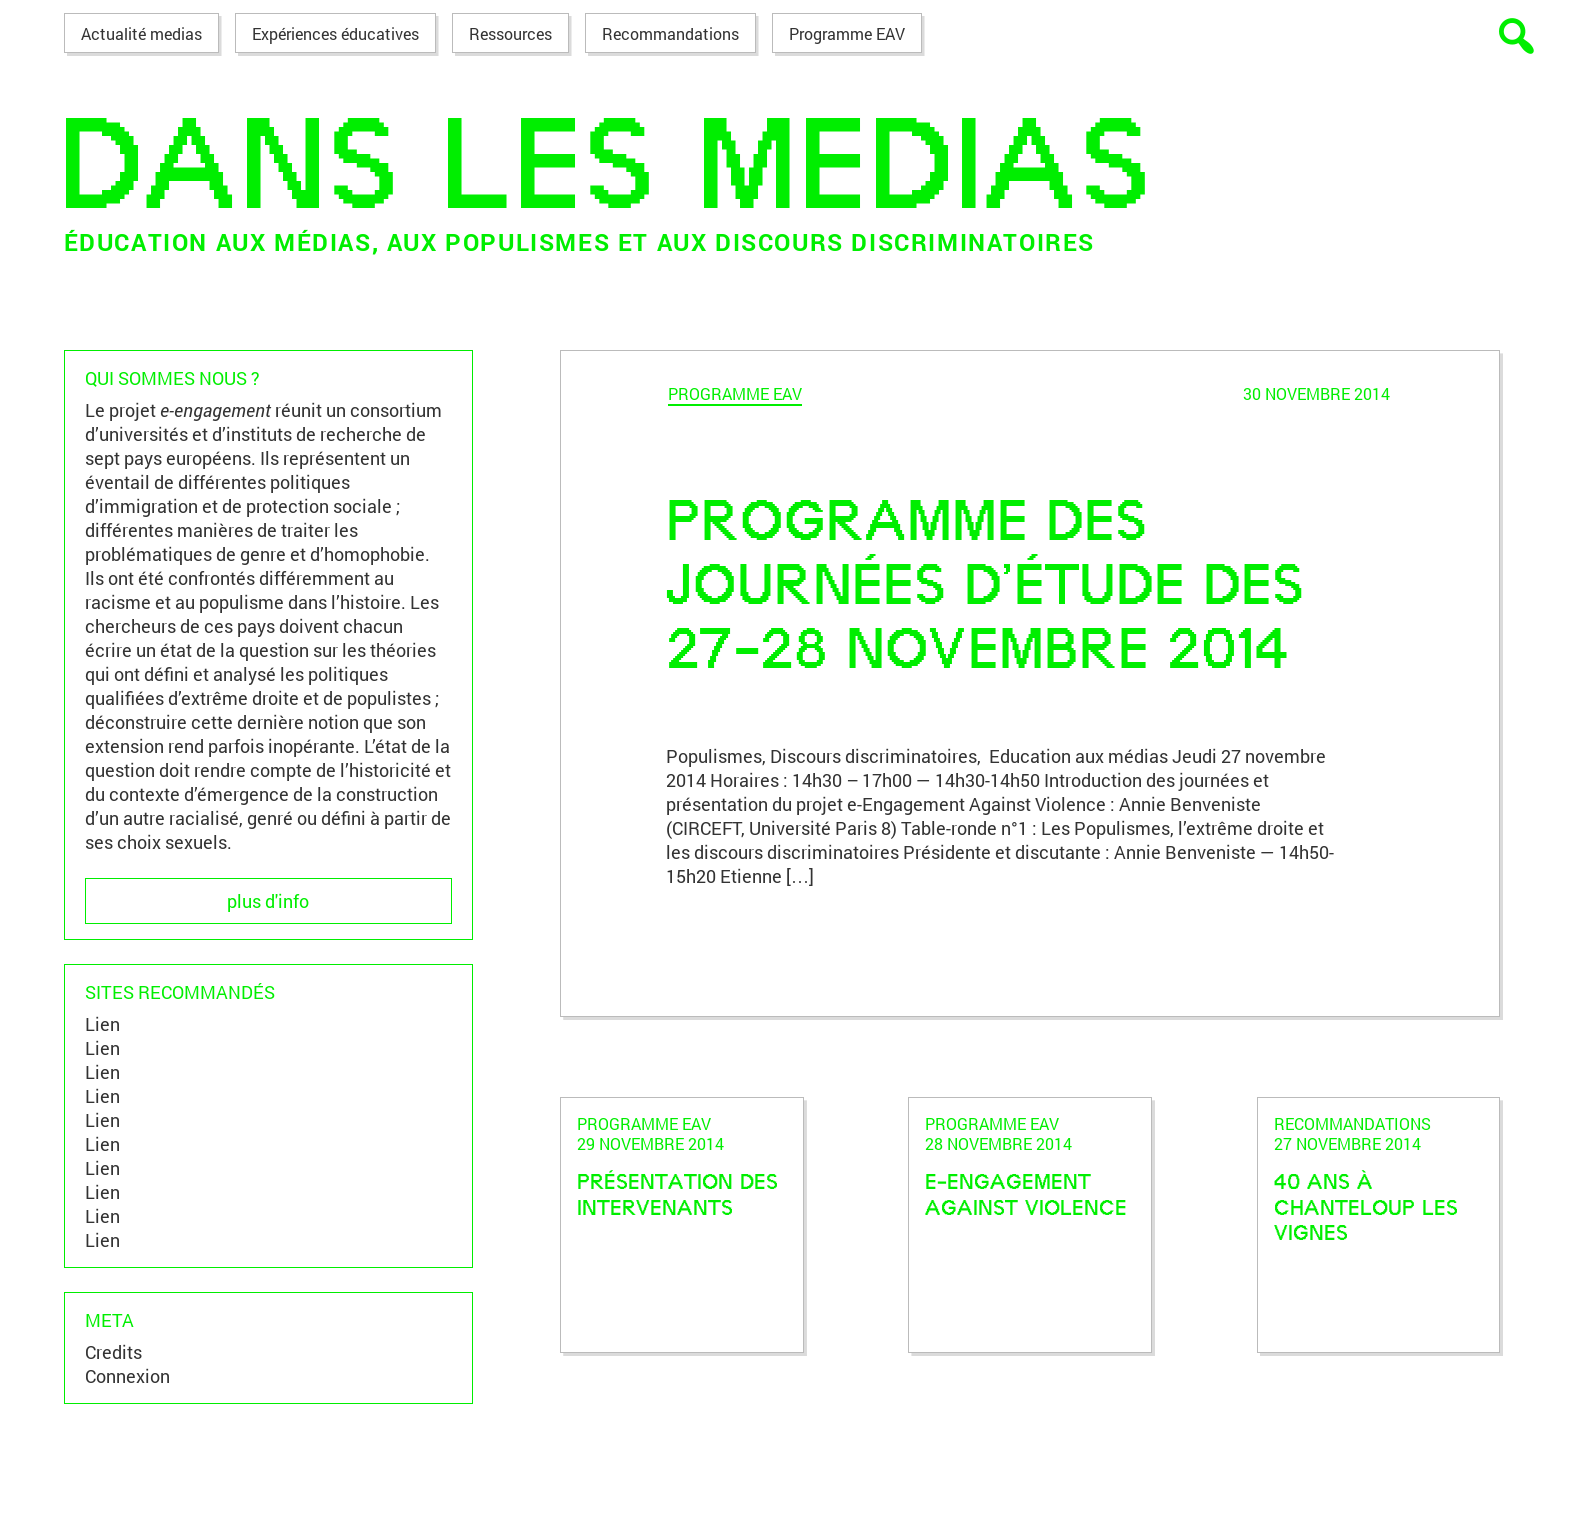 Actualité medias
Expériences éducatives
Ressources
Recommandations
Programme EAV
DANS LES MEDIAS
ÉDUCATION AUX MÉDIAS, AUX POPULISMES ET AUX DISCOURS DISCRIMINATOIRES
QUI SOMMES NOUS ?
Le projet e-engagement réunit un consortium
d’universités et d’instituts de recherche de
sept pays européens. Ils représentent un
éventail de différentes politiques
d’immigration et de protection sociale ;
différentes manières de traiter les
problématiques de genre et d’homophobie.
Ils ont été confrontés différemment au
racisme et au populisme dans l’histoire. Les
chercheurs de ces pays doivent chacun
écrire un état de la question sur les théories
qui ont défini et analysé les politiques
qualifiées d’extrême droite et de populistes ;
déconstruire cette dernière notion que son
extension rend parfois inopérante. L’état de la
question doit rendre compte de l’historicité et
du contexte d’émergence de la construction
d’un autre racialisé, genré ou défini à partir de
ses choix sexuels.
plus d'info
SITES RECOMMANDÉS
Lien
Lien
Lien
Lien
Lien
Lien
Lien
Lien
Lien
Lien
META
Credits
Connexion
PROGRAMME EAV
30 NOVEMBRE 2014
PROGRAMME DES
JOURNÉES D’ÉTUDE DES
27–28 NOVEMBRE 2014
Populismes, Discours discriminatoires,  Education aux médias Jeudi 27 novembre
2014 Horaires : 14h30 – 17h00 — 14h30-14h50 Introduction des journées et
présentation du projet e-Engagement Against Violence : Annie Benveniste
(CIRCEFT, Université Paris 8) Table-ronde n°1 : Les Populismes, l’extrême droite et
les discours discriminatoires Présidente et discutante : Annie Benveniste — 14h50-
15h20 Etienne […]
PROGRAMME EAV
29 NOVEMBRE 2014
PRÉSENTATION DES
INTERVENANTS
PROGRAMME EAV
28 NOVEMBRE 2014
E-ENGAGEMENT
AGAINST VIOLENCE
RECOMMANDATIONS
27 NOVEMBRE 2014
40 ANS À
CHANTELOUP LES
VIGNES